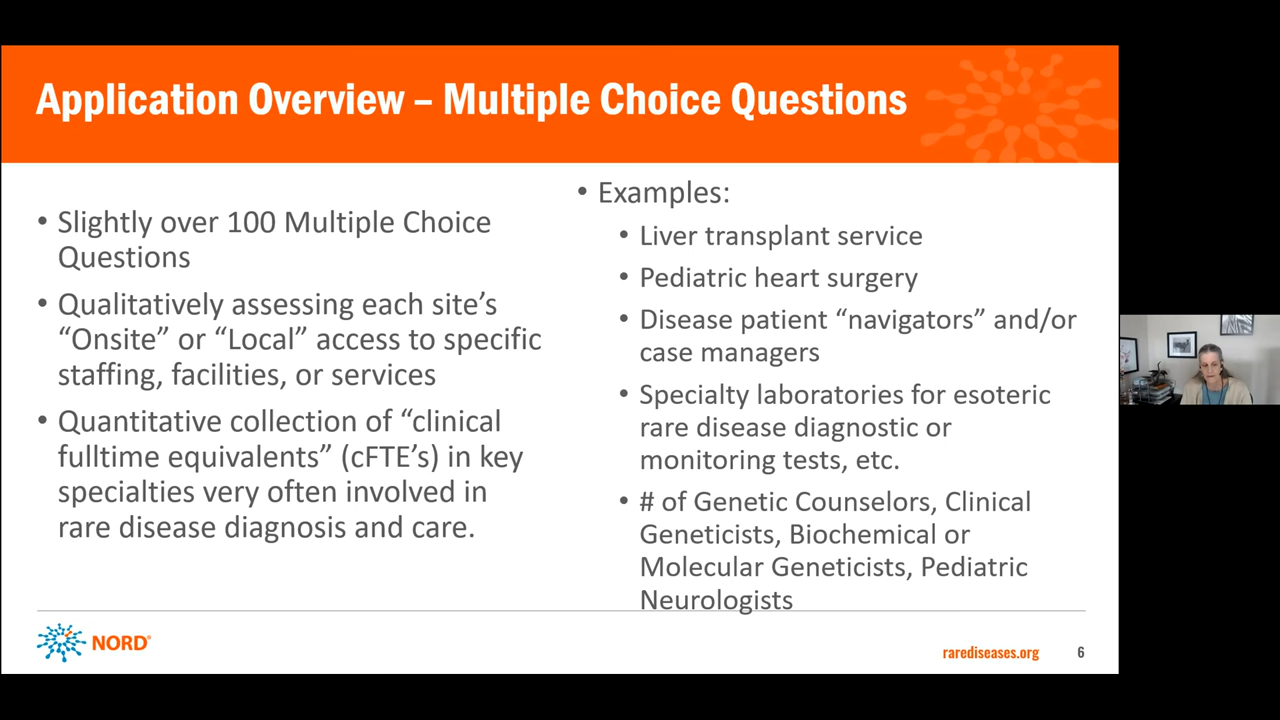 Application Overview – Multiple Choice Questions
• Slightly over 100 Multiple Choice
Questions
• Qualitatively assessing each site’s
“Onsite” or “Local” access to specific
staffing, facilities, or services
• Quantitative collection of “clinical
fulltime equivalents” (cFTE’s) in key
specialties very often involved in
rare disease diagnosis and care.
• Examples:
• Liver transplant service
• Pediatric heart surgery
• Disease patient “navigators” and/or
case managers
• Specialty laboratories for esoteric
rare disease diagnostic or
monitoring tests, etc.
• # of Genetic Counselors, Clinical
Geneticists, Biochemical or
Molecular Geneticists, Pediatric
Neurologists
NORD®
rarediseases.org
6